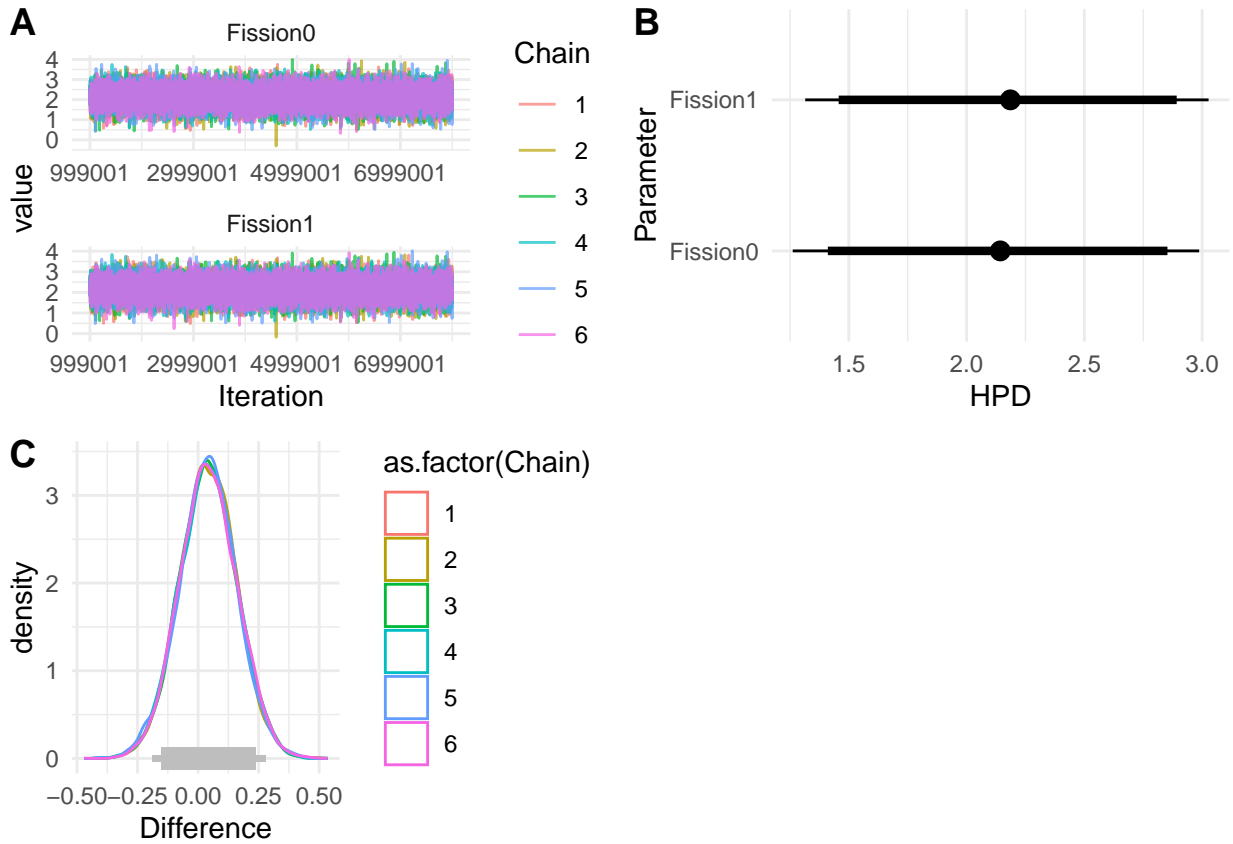 A
Fission0
4
3
2
1
0
999001 2999001 4999001 6999001
Fission1
4
3
2
1
0
999001 2999001 4999001 6999001
value
Iteration
Chain
1
2
3
4
5
6
B
Fission1
Fission0
Parameter
1.5 2.0 2.5 3.0
HPD
C
3
2
1
0
density
−0.50 −0.25 0.00 0.25 0.50
Difference
as.factor(Chain)
1
2
3
4
5
6